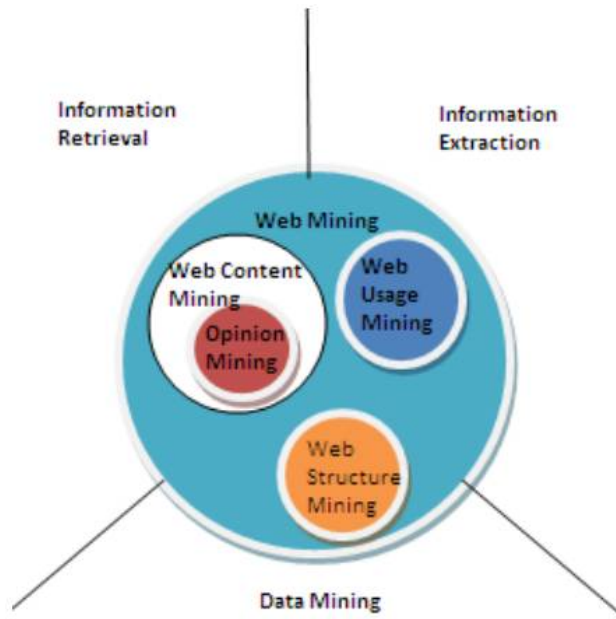 Information
Retrieval
Information
Extraction
Web Mining
Web Content
Mining
Opinion
Mining
Web
Usage
Mining
Web
Structure
Mining
Data Mining